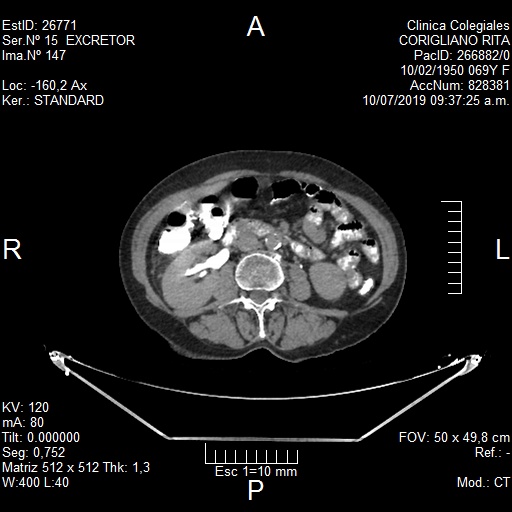 EstID: 26771
Ser.Nº 15 EXCRETOR
Ima.Nº 147
Loc: -160,2 Ax
Ker.: STANDARD
A
Clinica Colegiales
CORIGLIANO RITA
PacID: 266882/0
10/02/1950 069Y F
AccNum: 828381
10/07/2019 09:37:25 a.m.
R
L
KV: 120
mA: 80
Tilt: 0.000000
Seg: 0,752
Matriz 512 x 512 Thk: 1,3
W:400 L:40
Esc 1=10 mm
P
FOV: 50 x 49,8 cm
Ref.: -
Mod.: CT